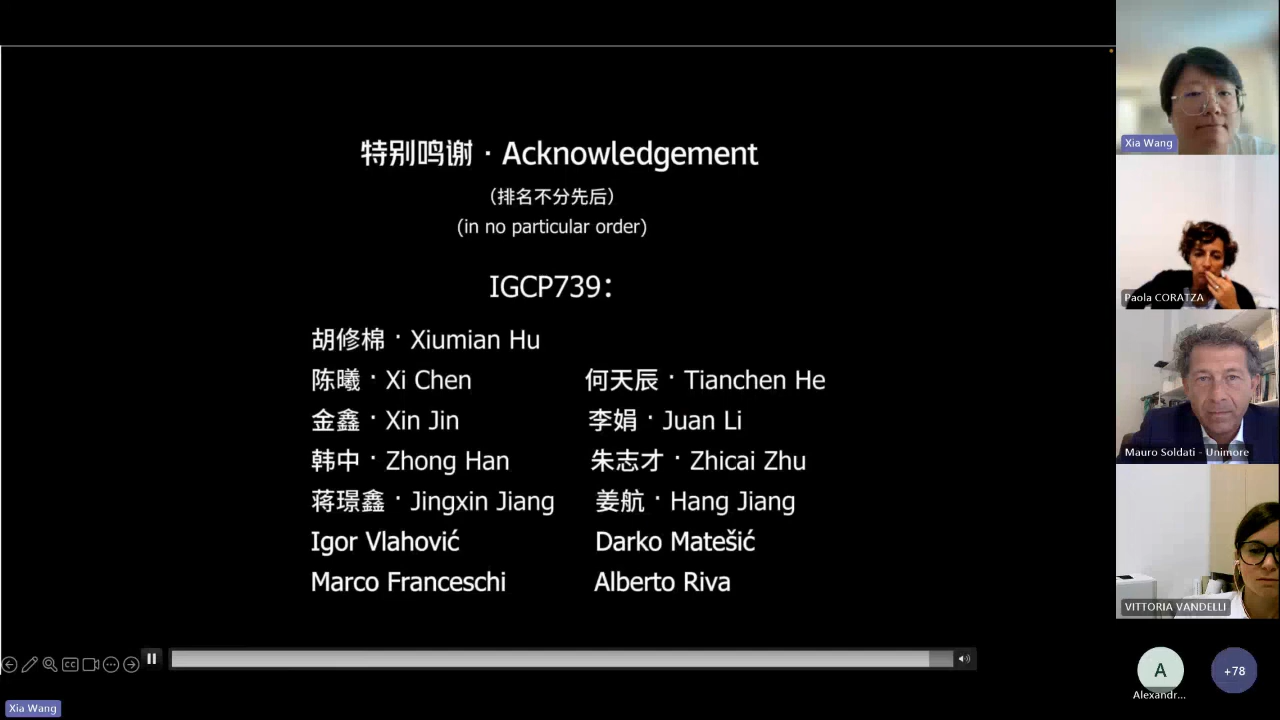 特别鸣谢 · Acknowledgement
（排名不分先后）
(in no particular order)
IGCP739：
胡修棉 · Xiumian Hu
陈曦 · Xi Chen 何天辰 · Tianchen He
金鑫 · Xin Jin 李娟 · Juan Li
韩中 · Zhong Han 朱志才 · Zhicai Zhu
蒋璟鑫 · Jingxin Jiang 姜航 · Hang Jiang
Igor Vlahović Darko Matešić
Marco Franceschi Alberto Riva
Xia Wang
Paola CORATZA
Mauro Soldati - Unimore
VITTORIA VANDELLI
A
Alexandr...
+78
CC
Xia Wang